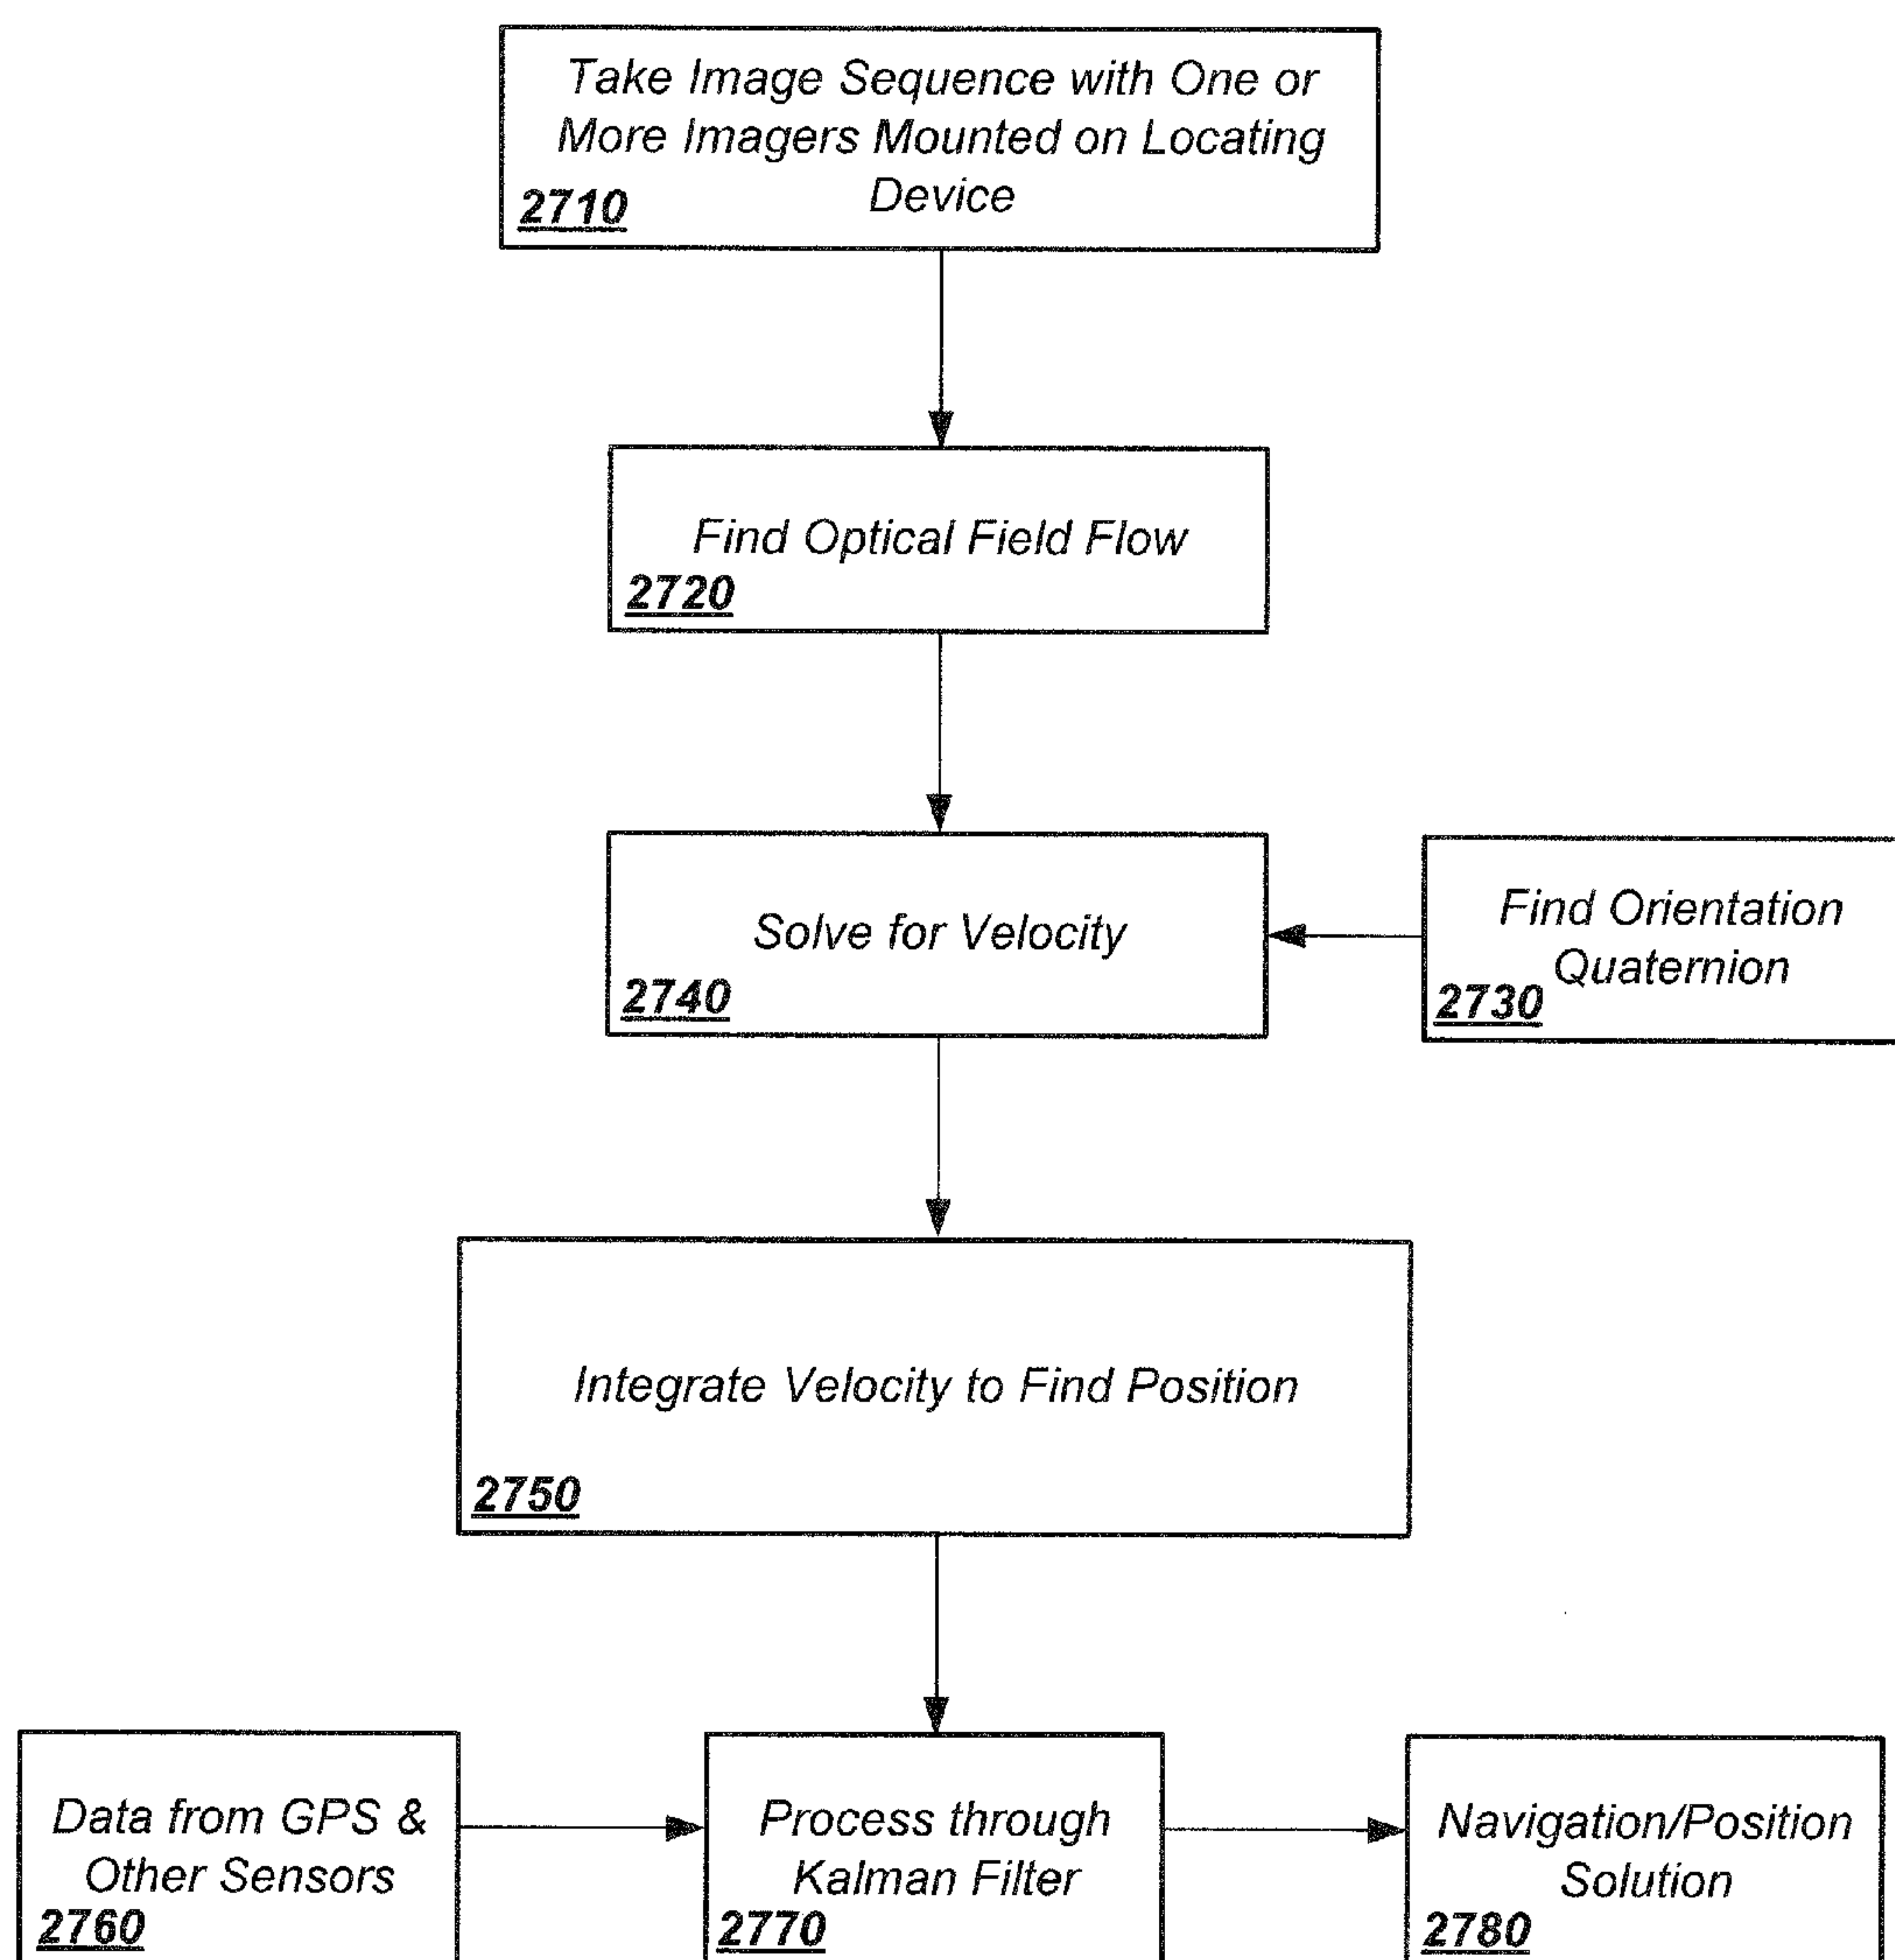 Take Image Sequence with One or
More Imagers Mounted on Locating
Device
2710
Find Optical Field Flow
2720
Solve for Velocity
2740
Find Orientation
Quaternion
2730
Integrate Velocity to Find Position
2750
Data from GPS &
Other Sensors
2760
Process through
Kalman Filter
2770
Navigation/Position
Solution
2780